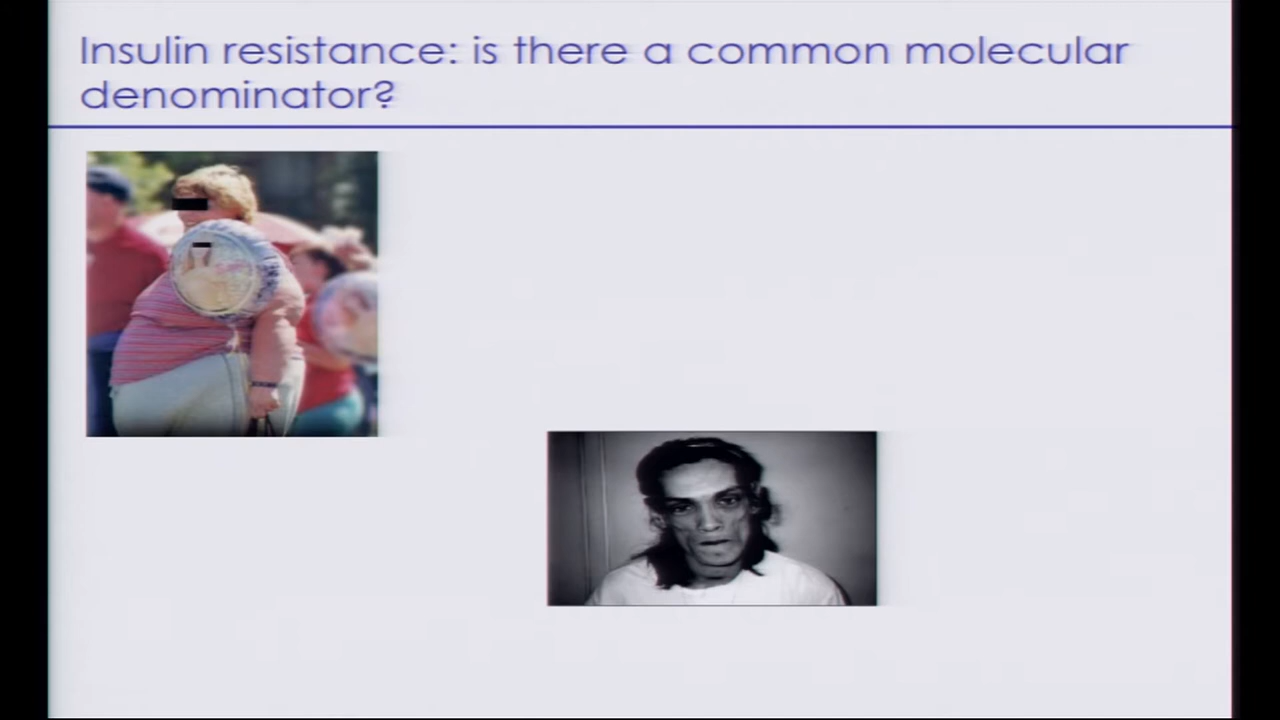 Insulin resistance: is there a common molecular
denominator?